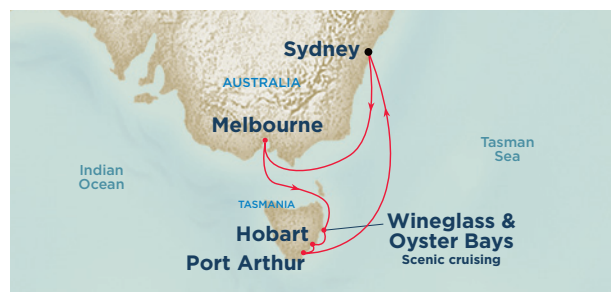 Sydney
AUSTRALIA
Melbourne
Tasman
Sea
Indian
Ocean
TASMANIA
Wineglass &
Oyster Bays
Scenic cruising
Hobart
Port Arthur